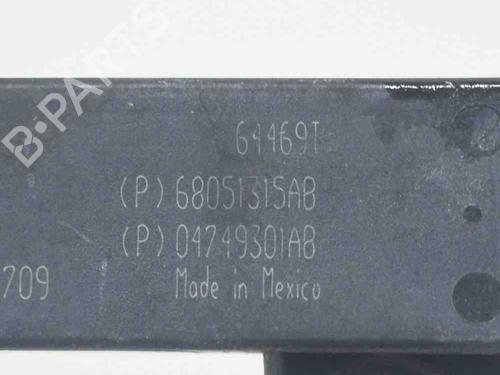 B-PARTS
64469T
(P) 68051315AB
(P) 04749301AB
709
Made in Mexico